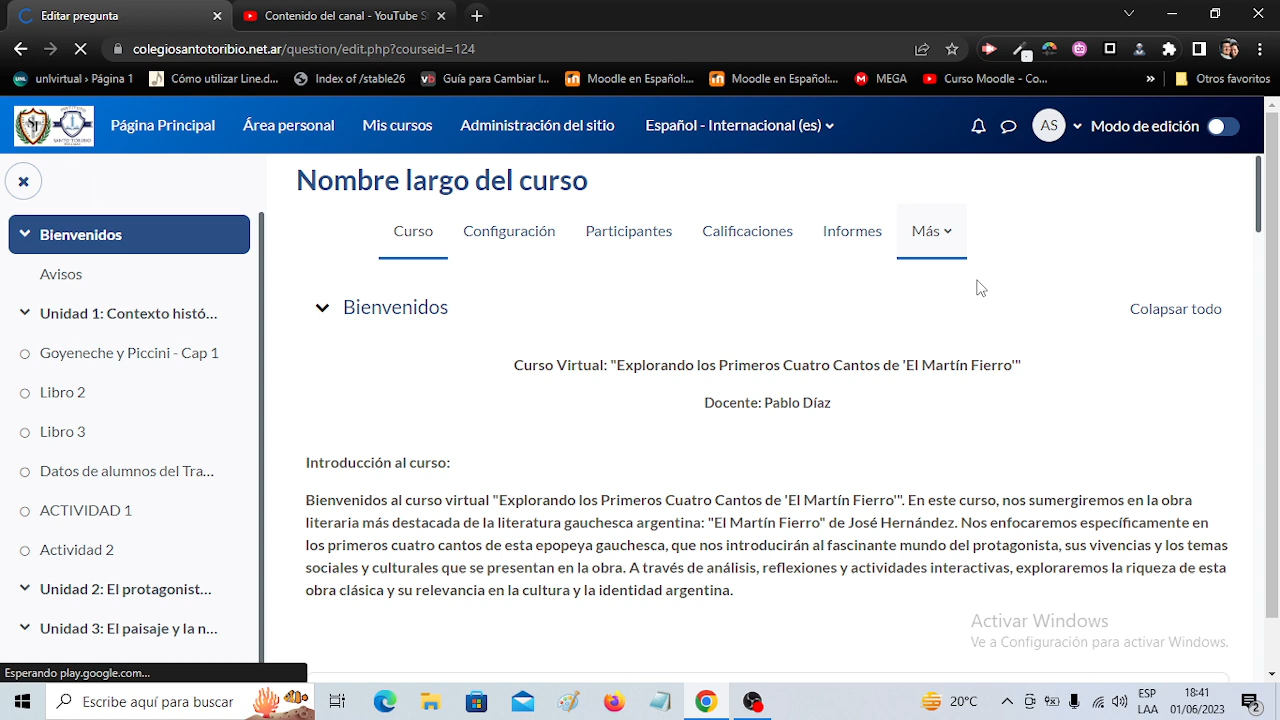 Editar pregunta
Contenido del canal - YouTube S
colegiosantoribio.net.ar/question/edit.php?courseid=124
univirtual › Página 1
Cómo utilizar Line.d...
Index of /stable26
Guía para Cambiar l...
Moodle en Español:...
Moodle en Español:...
MEGA
Curso Moodle - Co...
Otros favoritos
Página Principal
Área personal
Mis cursos
Administración del sitio
Español - Internacional (es)
AS
Modo de edición
Nombre largo del curso
Bienvenidos
Avisos
Unidad 1: Contexto histó...
Goyeneche y Piccini - Cap 1
Libro 2
Libro 3
Datos de alumnos del Tra...
ACTIVIDAD 1
Actividad 2
Unidad 2: El protagonist...
Unidad 3: El paisaje y la n...
Curso
Configuración
Participantes
Calificaciones
Informes
Más
Bienvenidos
Colapsar todo
Curso Virtual: "Explorando los Primeros Cuatro Cantos de 'El Martín Fierro'"
Docente: Pablo Díaz
Introducción al curso:
Bienvenidos al curso virtual "Explorando los Primeros Cuatro Cantos de 'El Martín Fierro'". En este curso, nos sumergiremos en la obra
literaria más destacada de la literatura gauchesca argentina: "El Martín Fierro" de José Hernández. Nos enfocaremos específicamente en
los primeros cuatro cantos de esta epopeya gauchesca, que nos introducirán al fascinante mundo del protagonista, sus vivencias y los temas
sociales y culturales que se presentan en la obra. A través de análisis, reflexiones y actividades interactivas, exploraremos la riqueza de esta
obra clásica y su relevancia en la cultura y la identidad argentina.
Activar Windows
Ve a Configuración para activar Windows.
Esperando play.google.com...
Escribe aquí para buscar
20°C
ESP
LAA
18:41
01/06/2023
2